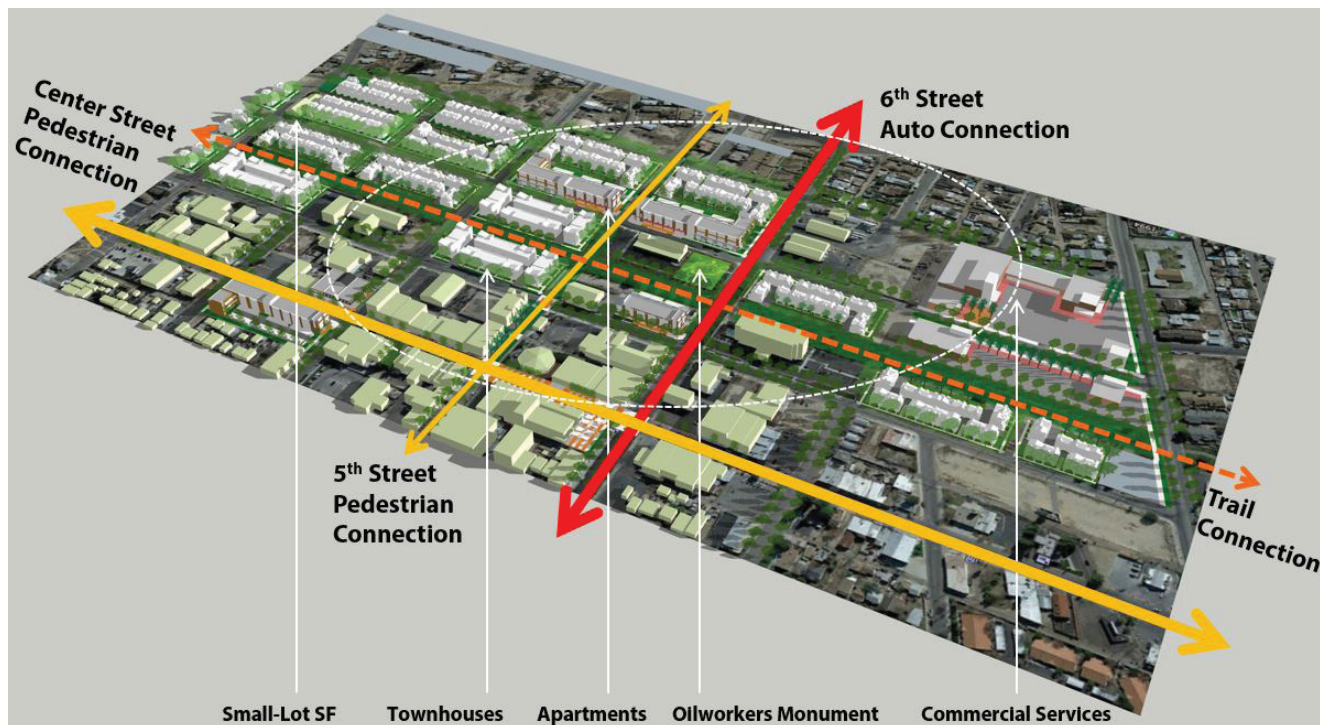 Center Street
Pedestrian
Connection
6th Street
Auto Connection
5th Street
Pedestrian
Connection
Trail
Connection
Small-Lot SF
Townhouses
Apartments
Oilworkers Monument
Commercial Services